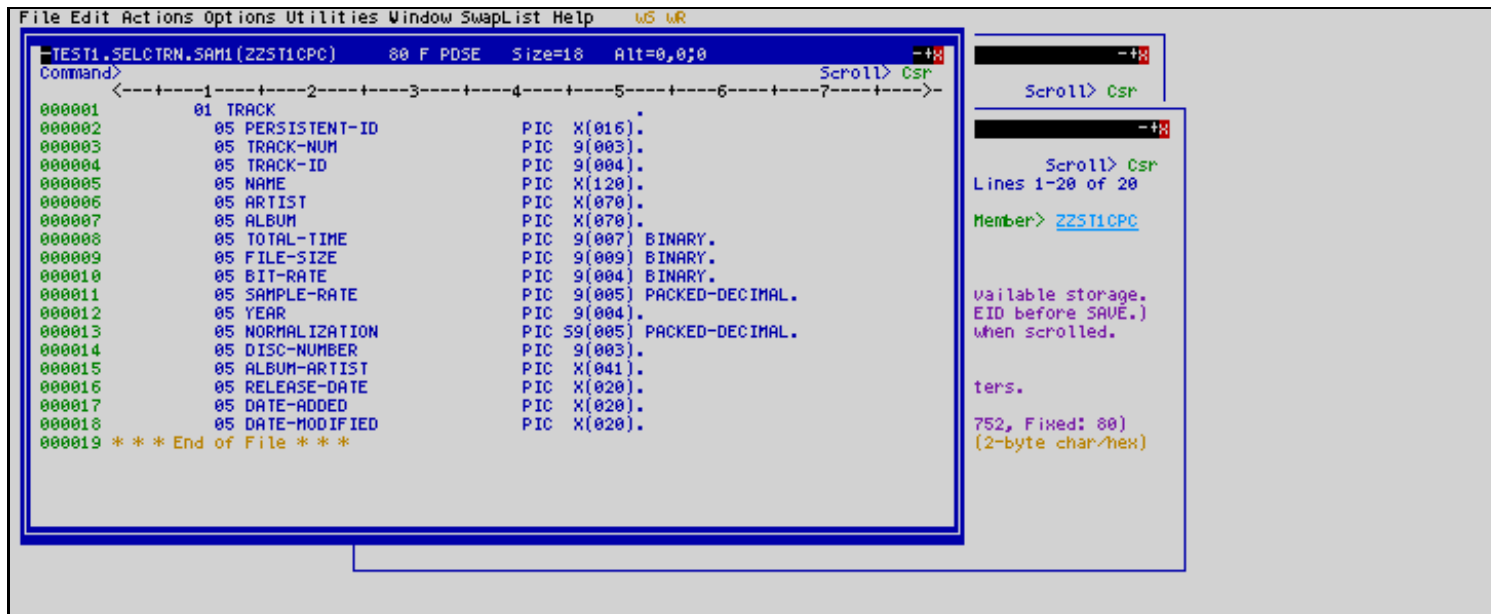 File Edit Actions Options Utilities Window SwapList Help wS wR
-TEST1.SELCTRN.SAM1(ZZST1CPC) 80 F PDSE Size=18 Alt=0,0;0 -+x
Command> Scroll> Csr
<---+----1----+----2----+----3----+----4----+----5----+----6----+----7----+---->-
000001 01 TRACK .
000002 05 PERSISTENT-ID PIC X(016).
000003 05 TRACK-NUM PIC 9(003).
000004 05 TRACK-ID PIC 9(004).
000005 05 NAME PIC X(120).
000006 05 ARTIST PIC X(070).
000007 05 ALBUM PIC X(070).
000008 05 TOTAL-TIME PIC 9(007) BINARY.
000009 05 FILE-SIZE PIC 9(009) BINARY.
000010 05 BIT-RATE PIC 9(004) BINARY.
000011 05 SAMPLE-RATE PIC 9(005) PACKED-DECIMAL.
000012 05 YEAR PIC 9(004).
000013 05 NORMALIZATION PIC S9(005) PACKED-DECIMAL.
000014 05 DISC-NUMBER PIC 9(003).
000015 05 ALBUM-ARTIST PIC X(041).
000016 05 RELEASE-DATE PIC X(020).
000017 05 DATE-ADDED PIC X(020).
000018 05 DATE-MODIFIED PIC X(020).
000019 * * * End of File * * *
-+x
Scroll> Csr
-+x
Scroll> Csr
Lines 1-20 of 20
Member> ZZST1CPC
vailable storage.
EID before SAVE.)
when scrolled.
ters.
752, Fixed: 80)
(2-byte char/hex)